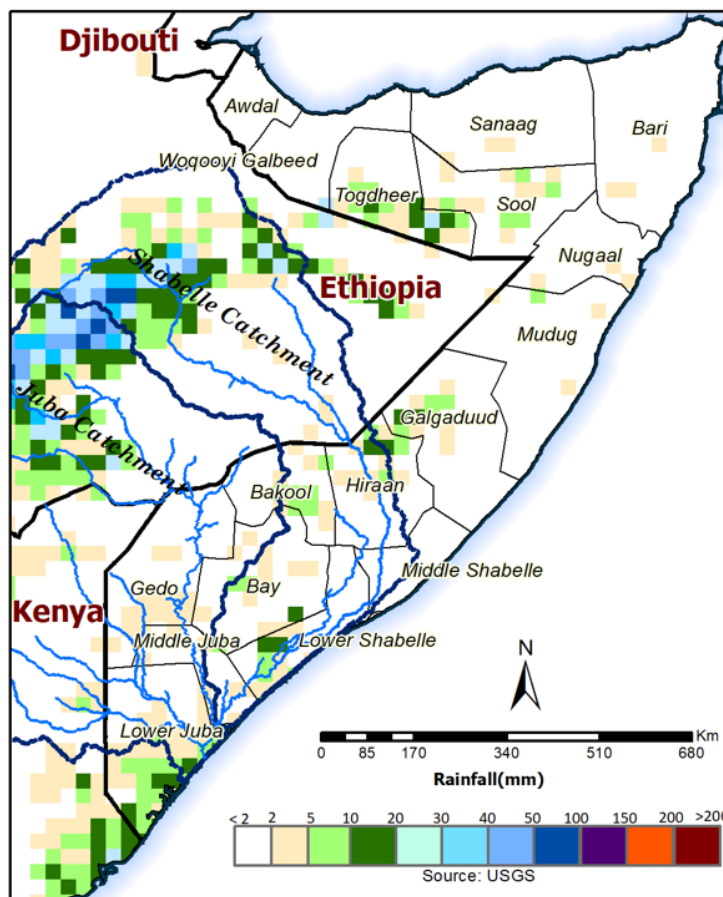 Djibouti
Awdal
Sanaag
Bari
Woqooyi Galbeed
Togdheer
Sool
Nugaal
Shabelle Catchment
Ethiopia
Mudug
Juba Catchment
Galgaduud
Bakool
Hiraan
Middle Shabelle
Gedo
Bay
Kenya
Middle Juba
Lower Shabelle
N
Lower Juba
Km
0 85 170 340 510 680
Rainfall(mm)
< 2 2 5 10 20 30 40 50 100 150 200 >200
Source: USGS